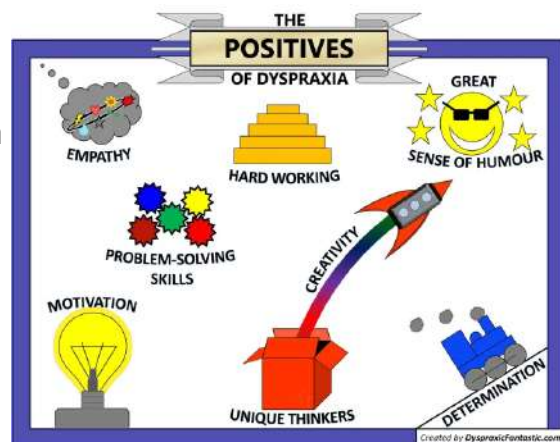 THE
POSITIVES
OF DYSPRAXIA
EMPATHY
HARD WORKING
GREAT
SENSE OF HUMOUR
PROBLEM-SOLVING
SKILLS
CREATIVITY
MOTIVATION
UNIQUE THINKERS
DETERMINATION
Created by DyspraxicFantastic.com